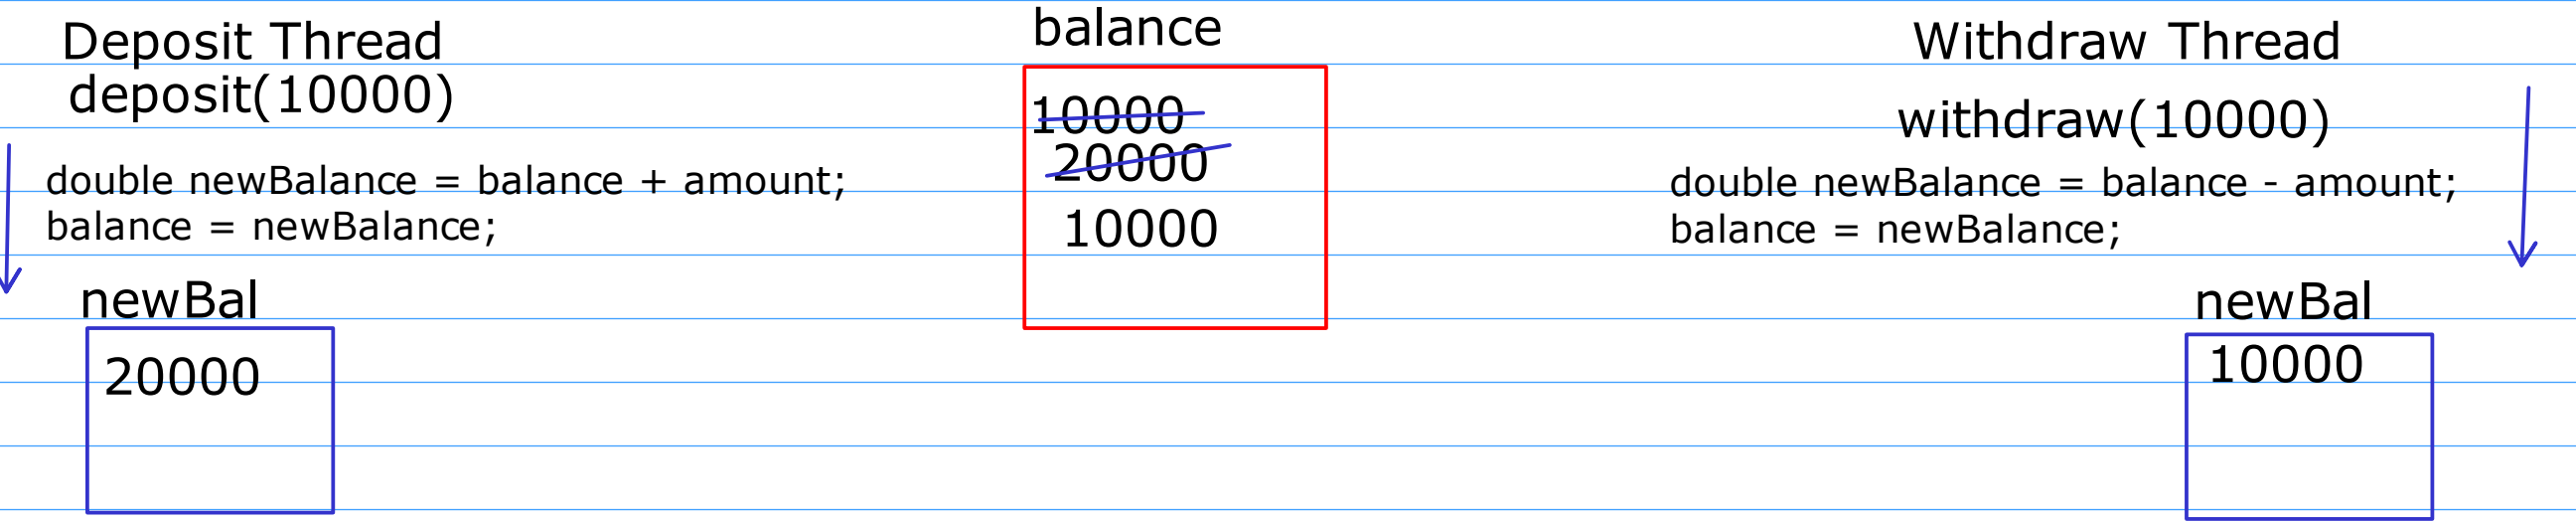 Deposit Thread
deposit(10000)
double newBalance = balance + amount;
balance = newBalance;
newBal
20000
balance
10000
20000
10000
Withdraw Thread
withdraw(10000)
double newBalance = balance - amount;
balance = newBalance;
newBal
10000